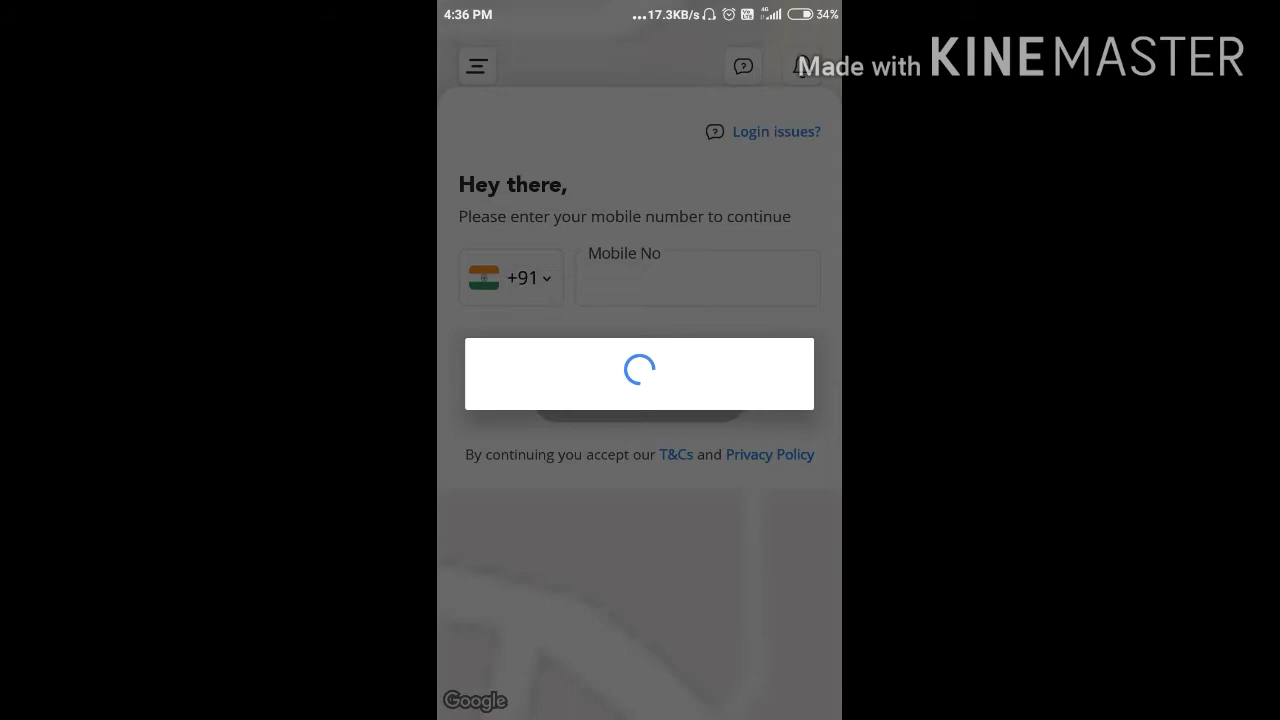 4:36 PM
...17.3KB/s
4G
34%
Made with KINEMASTER
Login issues?
Hey there,
Please enter your mobile number to continue
Mobile No
+91
By continuing you accept our T&Cs and Privacy Policy
Google